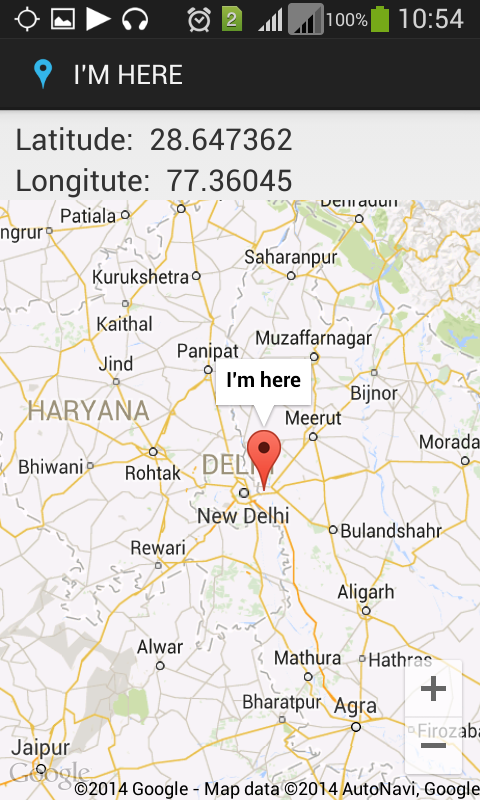 2 100% 10:54
I'M HERE
Latitude: 28.647362
Longitute: 77.36045
Dehradun
Patiala
ngrur
Saharanpur
Kurukshetra
Kaithal
Muzaffarnagar
Panipat
Jind
I'm here
Bijnor
HARYANA
Meerut
Morada
Bhiwani
Rohtak
DELHI
New Delhi
Bulandshahr
Rewari
Aligarh
Alwar
Mathura
Hathras
Bharatpur
Agra
Firozaba
Jaipur
Google
©2014 Google - Map data ©2014 AutoNavi, Google